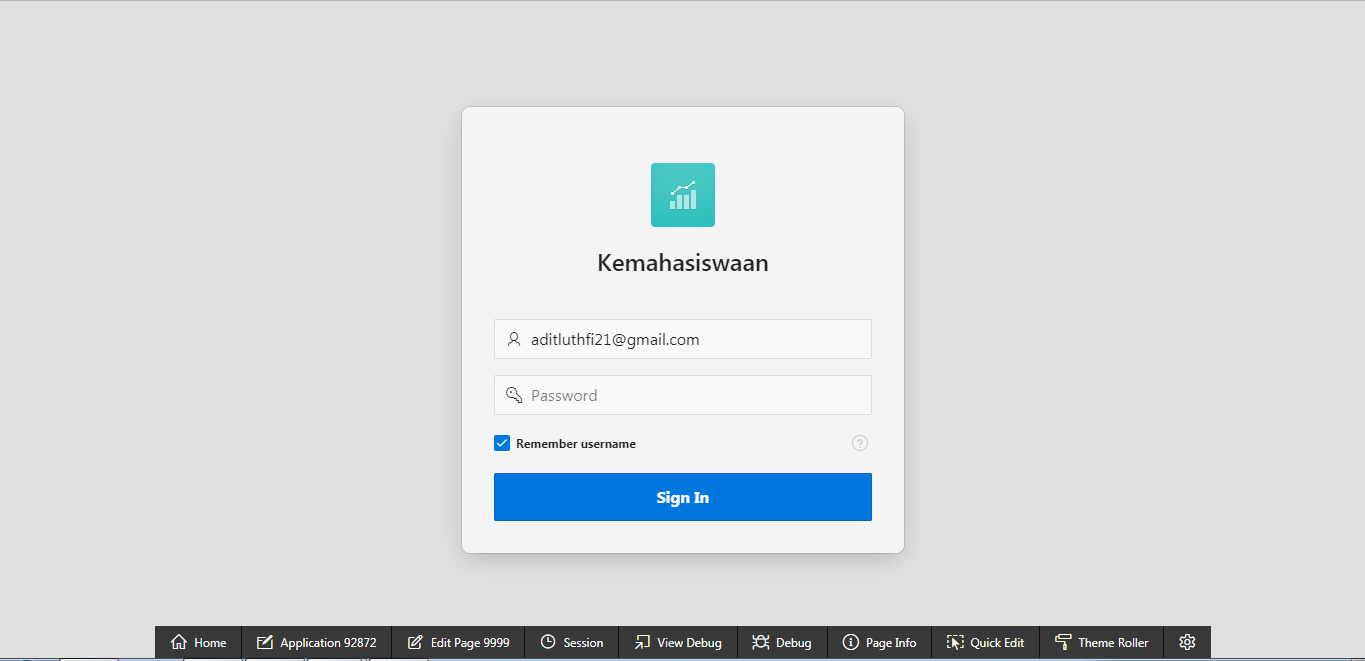 Kemahasiswaan
aditluthfi21@gmail.com
Password
Remember username
?
Sign In
Home Application 92872 Edit Page 9999 Session View Debug Debug Page Info Quick Edit Theme Roller